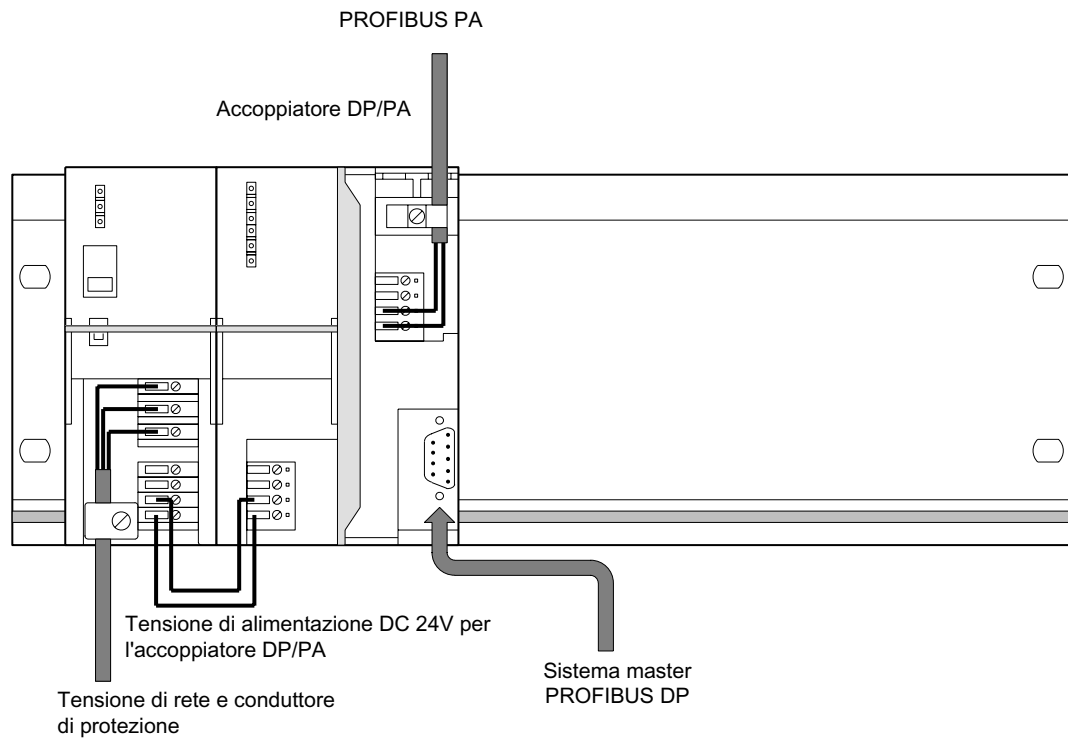 PROFIBUS PA
Accoppiatore DP/PA
Tensione di alimentazione DC 24V per
l'accoppiatore DP/PA
Sistema master
PROFIBUS DP
Tensione di rete e conduttore
di protezione